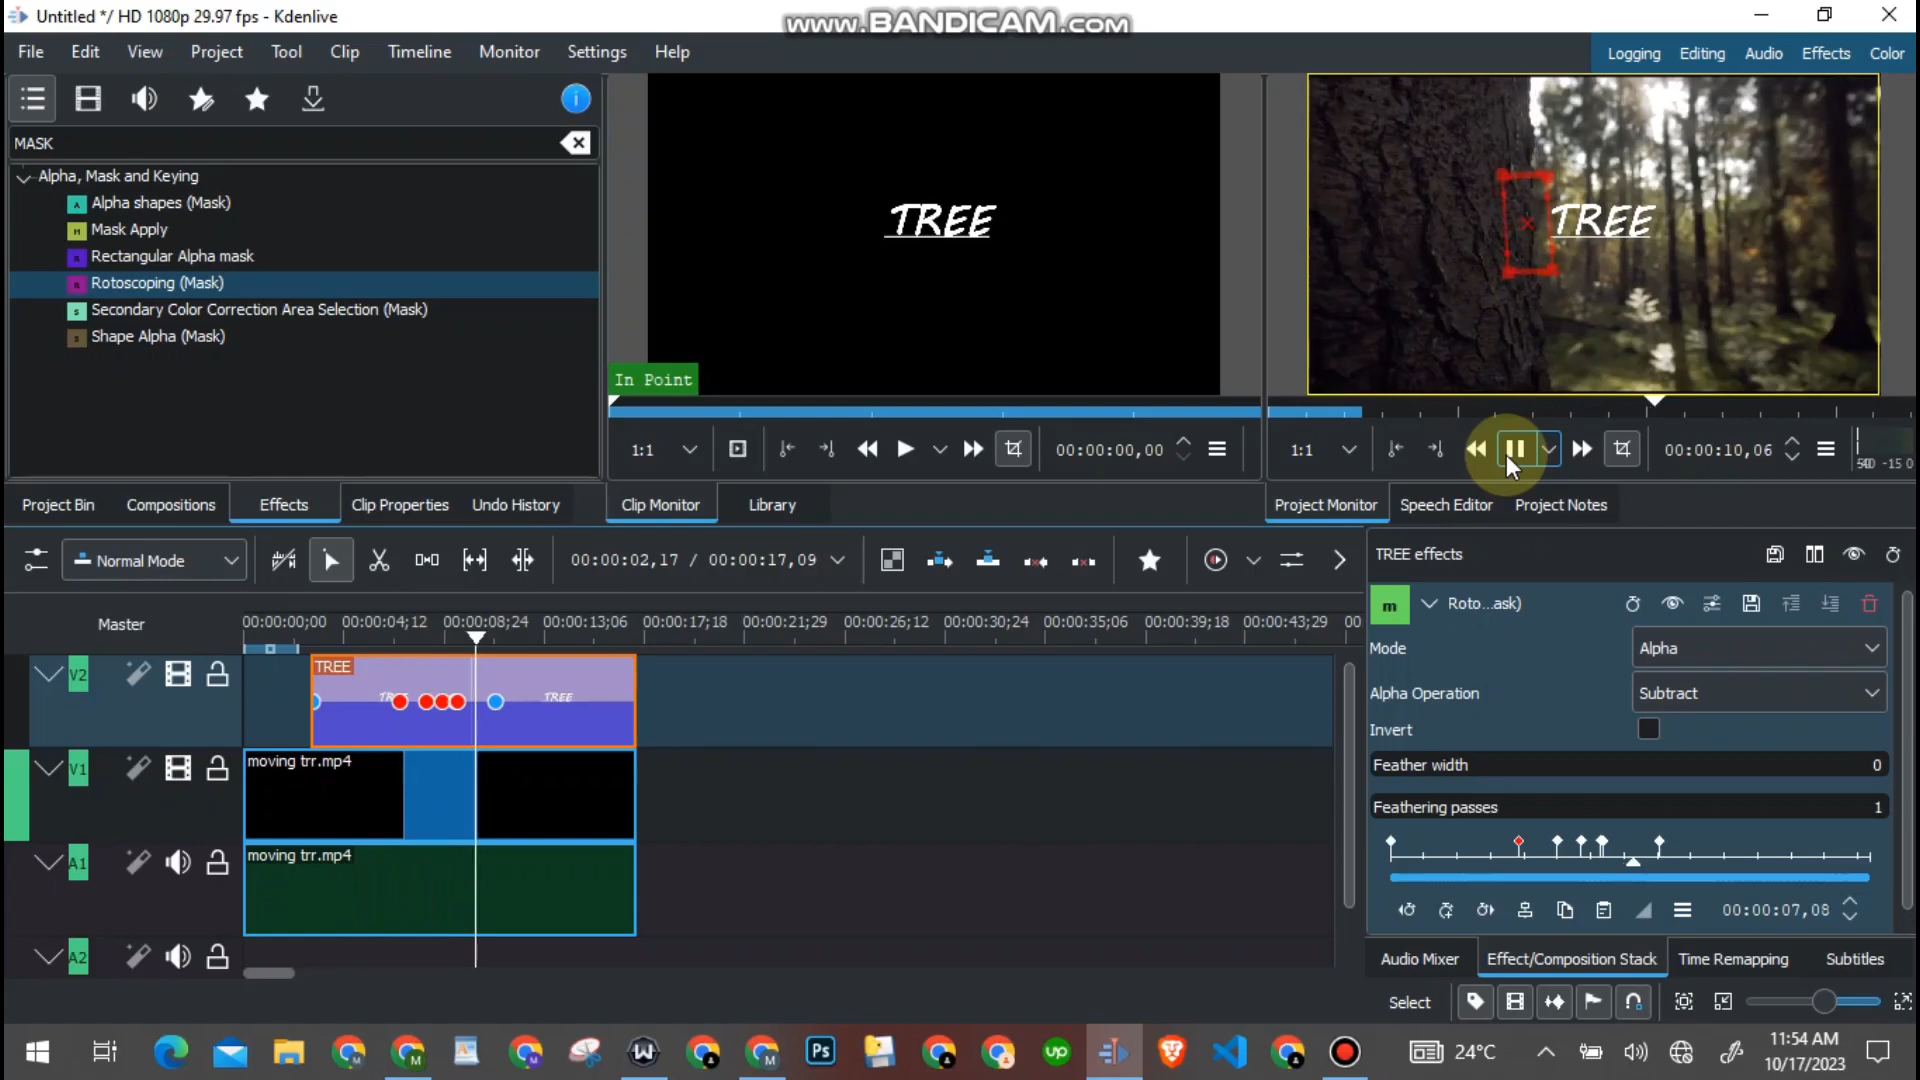 Untitled */ HD 1080p 29.97 fps - Kdenlive
www.BANDICAM.com
File Edit View Project Tool Clip Timeline Monitor Settings Help
Logging Editing Audio Effects Color
MASK
Alpha, Mask and Keying
Alpha shapes (Mask)
Mask Apply
Rectangular Alpha mask
Rotoscoping (Mask)
Secondary Color Correction Area Selection (Mask)
Shape Alpha (Mask)
TREE
In Point
TREE
1:1 00:00:00,00
1:1 00:00:10,06
-15 0
Project Bin Compositions Effects Clip Properties Undo History
Clip Monitor Library
Project Monitor Speech Editor Project Notes
Normal Mode 00:00:02,17 / 00:00:17,09
Master
00:00:00;00 00:00:04;12 00:00:08;24 00:00:13;06 00:00:17;18 00:00:21;29 00:00:26;12 00:00:30;24 00:00:35;06 00:00:39;18 00:00:43;29 00
V2
TREE
TREE
V1
moving trr.mp4
A1
moving trr.mp4
A2
TREE effects
m Roto...ask)
Mode Alpha
Alpha Operation Subtract
Invert
Feather width 0
Feathering passes 1
00:00:07,08
Audio Mixer Effect/Composition Stack Time Remapping Subtitles
Select
Ps
up
24°C
11:54 AM
10/17/2023